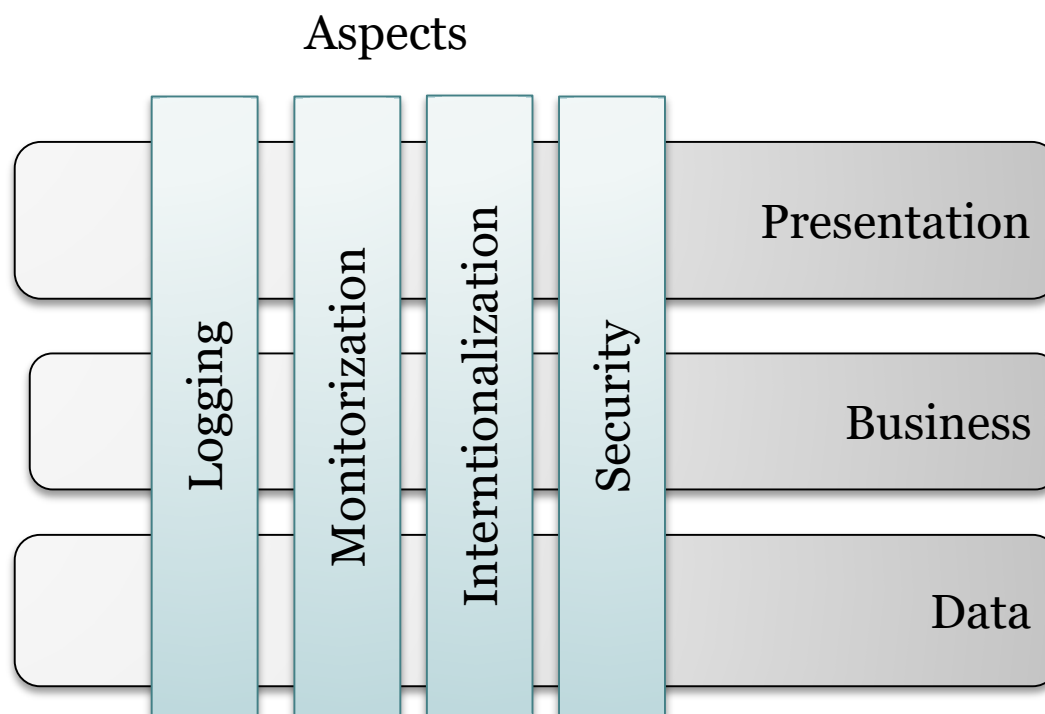 Aspects
Logging
Monitorization
Interntionalization
Security
Presentation
Business
Data